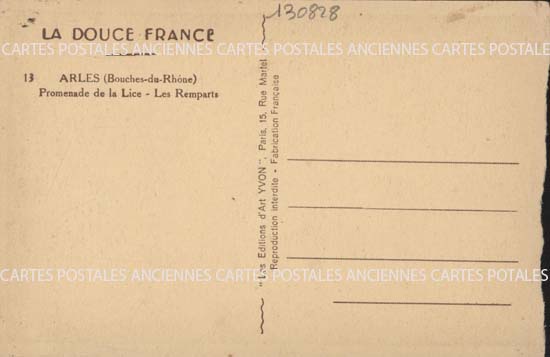 130828
LA DOUCE FRANCE
CARTES POSTALES ANCIENNES CARTES POSTALES ANCIENNES CARTES POSTALES
13 ARLES (Bouches-du-Rhône)
Promenade de la Lice - Les Remparts
"Les Editions d'Art YVON", Paris, 15, Rue Martel
Reproduction interdite - Fabrication Française
CARTES POSTALES ANCIENNES CARTES POSTALES ANCIENNES CARTES POSTALES